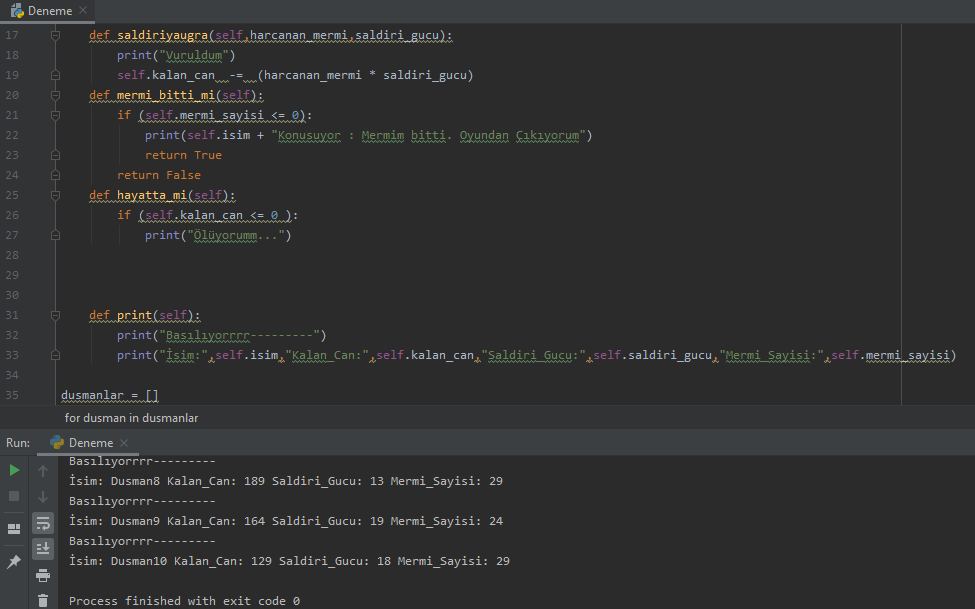 Deneme
17 def saldiriyaugra(self,harcanan_mermi,saldiri_gucu):
18 print("Vuruldum")
19 self.kalan_can -= (harcanan_mermi * saldiri_gucu)
20 def mermi_bitti_mi(self):
21 if (self.mermi_sayisi <= 0):
22 print(self.isim + "Konusuyor : Mermim bitti. Oyundan Çıkıyorum")
23 return True
24 return False
25 def hayatta_mi(self):
26 if (self.kalan_can <= 0 ):
27 print("Ölüyorumm...")
28
29
30
31 def print(self):
32 print("Basılıyorrrr---------")
33 print("İsim:",self.isim,"Kalan_Can:",self.kalan_can,"Saldiri_Gucu:",self.saldiri_gucu,"Mermi_Sayisi:",self.mermi_sayisi)
34
35 dusmanlar = []
for dusman in dusmanlar
Run: Deneme
Basılıyorrrr---------
İsim: Dusman8 Kalan_Can: 189 Saldiri_Gucu: 13 Mermi_Sayisi: 29
Basılıyorrrr---------
İsim: Dusman9 Kalan_Can: 164 Saldiri_Gucu: 19 Mermi_Sayisi: 24
Basılıyorrrr---------
İsim: Dusman10 Kalan_Can: 129 Saldiri_Gucu: 18 Mermi_Sayisi: 29
Process finished with exit code 0